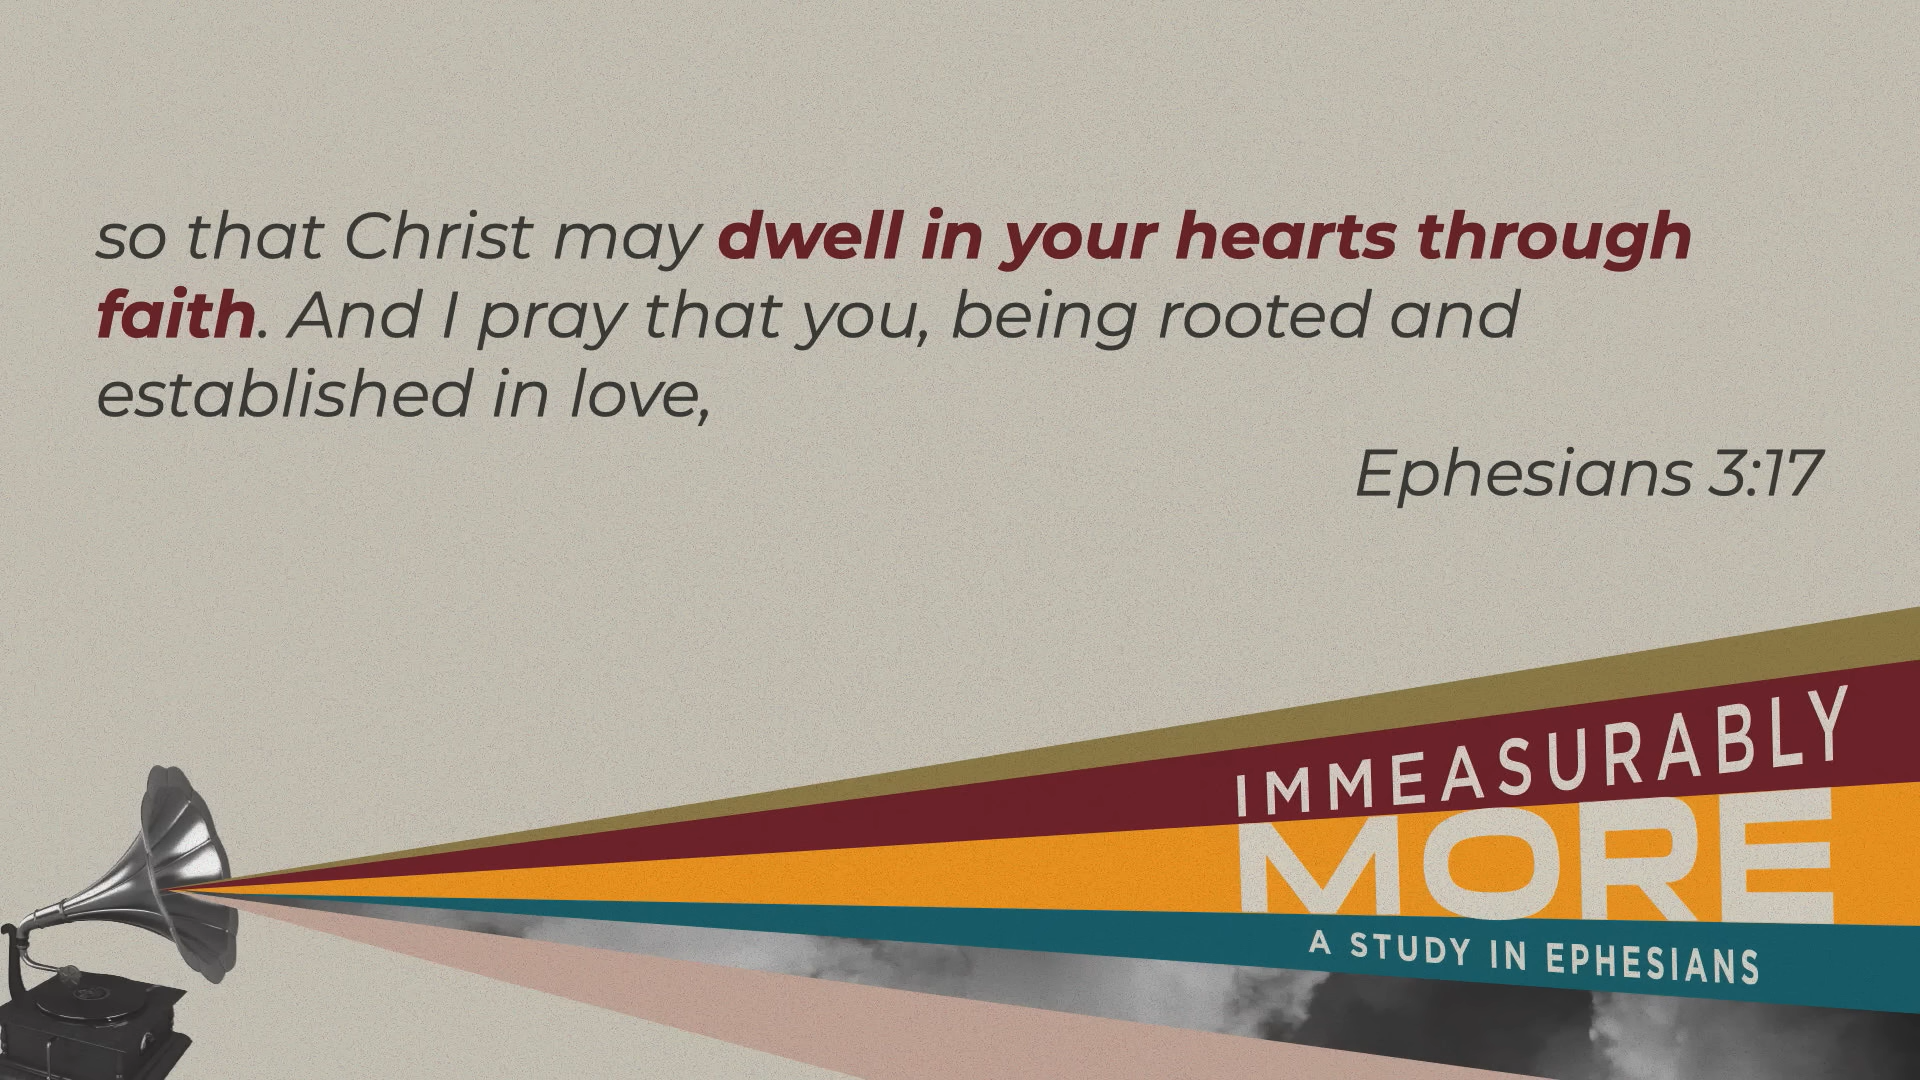 so that Christ may dwell in your hearts through
faith. And I pray that you, being rooted and
established in love,
Ephesians 3:17
IMMEASURABLY
MORE
A STUDY IN EPHESIANS